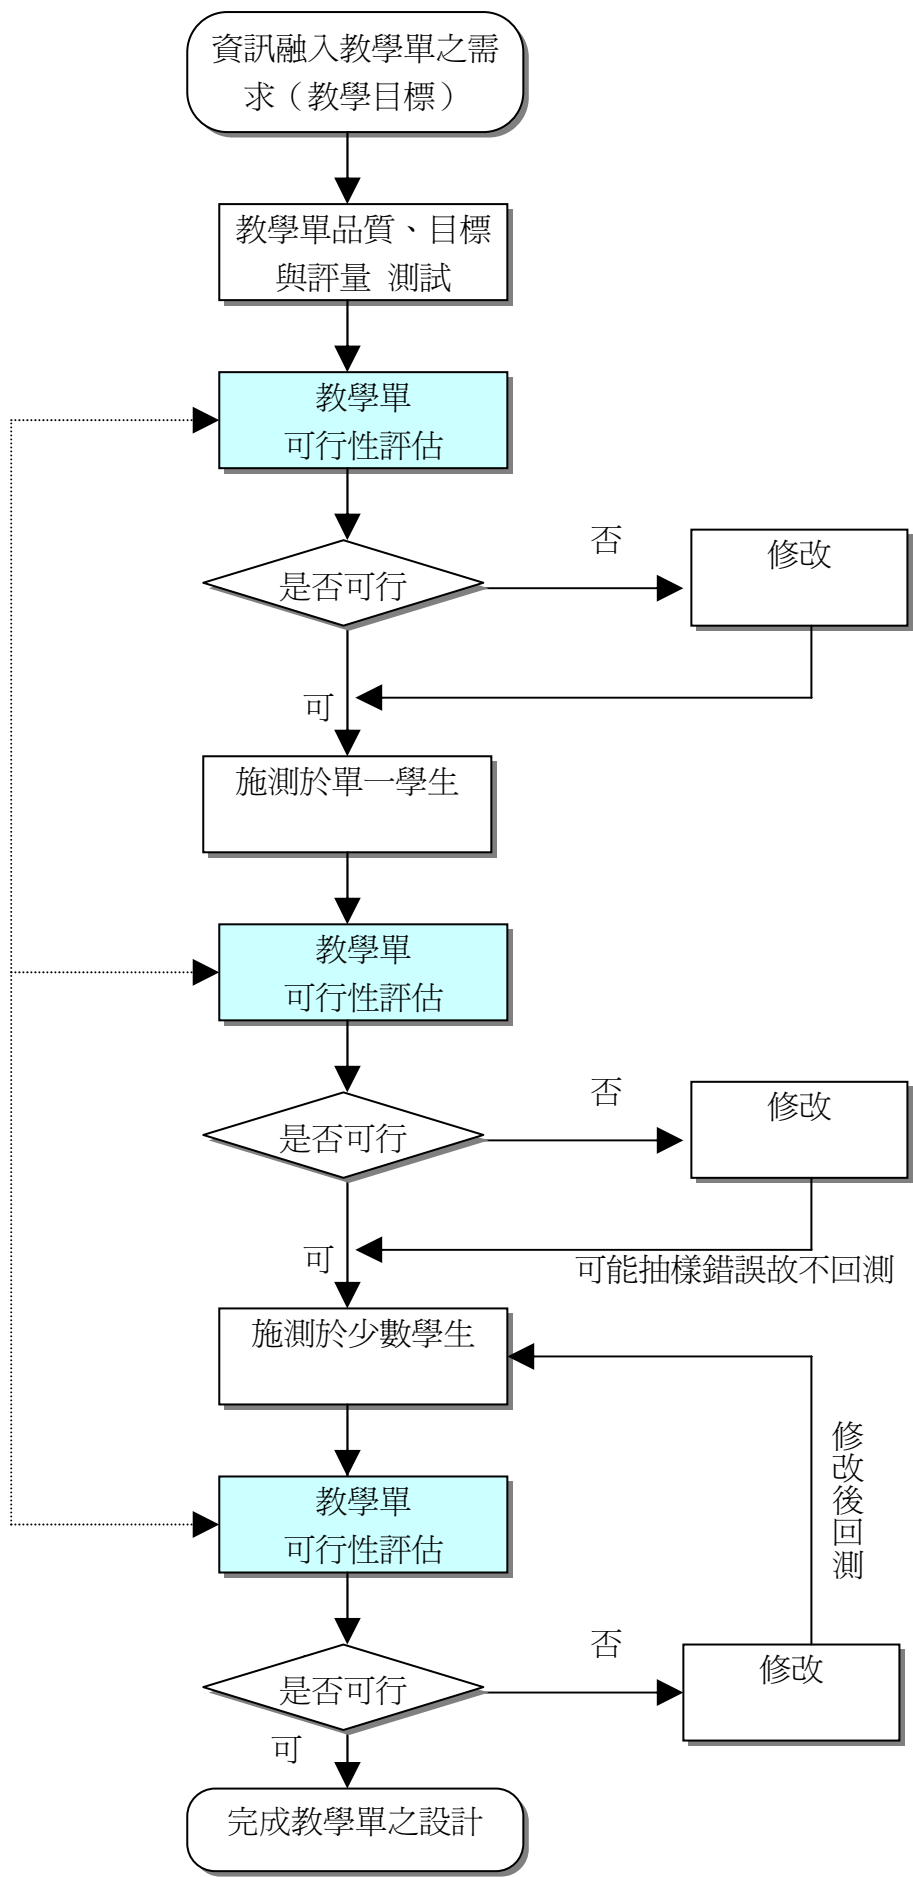 資訊融入教學單之需
求（教學目標）
教學單品質、目標
與評量 測試
教學單
可行性評估
否
修改
是否可行
可
施測於單一學生
教學單
可行性評估
否
修改
是否可行
可
可能抽樣錯誤故不回測
施測於少數學生
修改後回測
教學單
可行性評估
否
修改
是否可行
可
完成教學單之設計